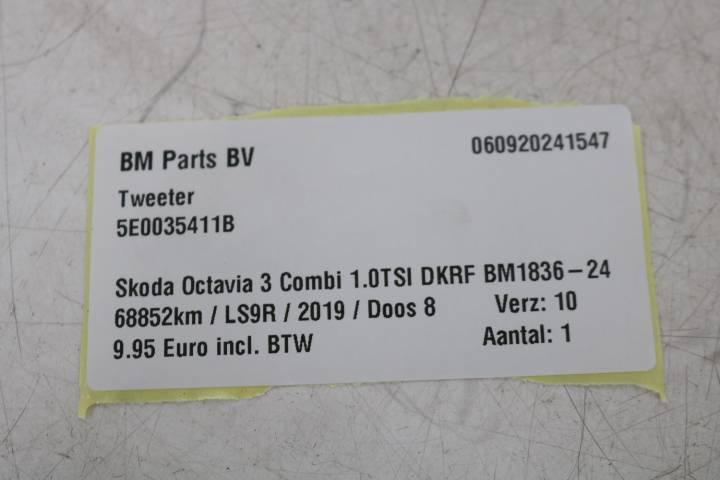 BM Parts BV 060920241547
Tweeter
5E0035411B
Skoda Octavia 3 Combi 1.0TSI DKRF BM1836-24
68852km / LS9R / 2019 / Doos 8 Verz: 10
9.95 Euro incl. BTW Aantal: 1